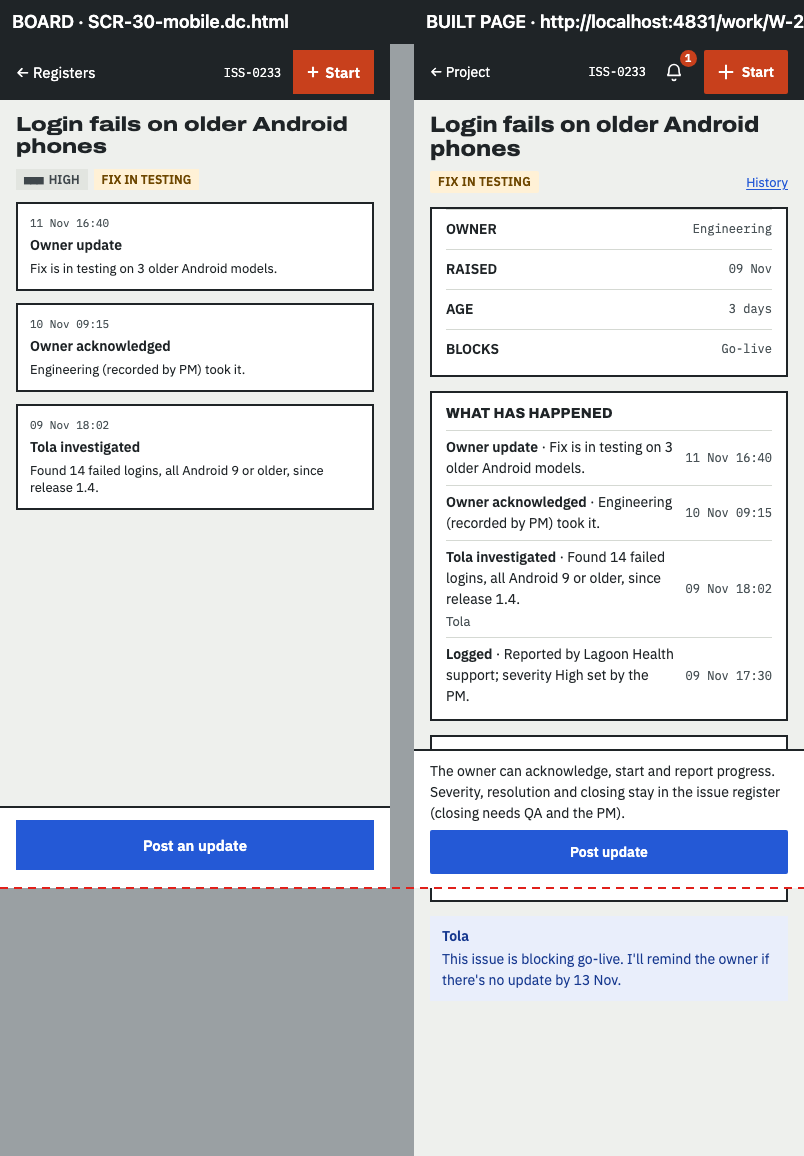 BOARD · SCR-30-mobile.dc.html
← Registers
ISS-0233
+ Start
Login fails on older Android
phones
HIGH
FIX IN TESTING
11 Nov 16:40
Owner update
Fix is in testing on 3 older Android models.
10 Nov 09:15
Owner acknowledged
Engineering (recorded by PM) took it.
09 Nov 18:02
Tola investigated
Found 14 failed logins, all Android 9 or older, since
release 1.4.
Post an update
BUILT PAGE · http://localhost:4831/work/W-2
← Project
ISS-0233
1
+ Start
Login fails on older Android
phones
FIX IN TESTING
History
OWNER Engineering
RAISED 09 Nov
AGE 3 days
BLOCKS Go-live
WHAT HAS HAPPENED
Owner update · Fix is in testing on 3
older Android models.
11 Nov 16:40
Owner acknowledged · Engineering
(recorded by PM) took it.
10 Nov 09:15
Tola investigated · Found 14 failed
logins, all Android 9 or older, since
release 1.4.
Tola
09 Nov 18:02
Logged · Reported by Lagoon Health
support; severity High set by the
PM.
09 Nov 17:30
The owner can acknowledge, start and report progress.
Severity, resolution and closing stay in the issue register
(closing needs QA and the PM).
Post update
Tola
This issue is blocking go-live. I'll remind the owner if
there's no update by 13 Nov.